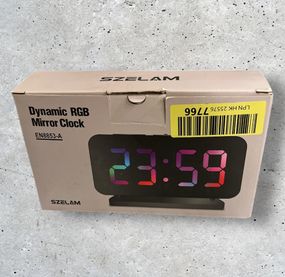 SZELAM
LPN HK 25576 7766
Dynamic RGB
Mirror Clock
EN8853-A
23:59
SZELAM